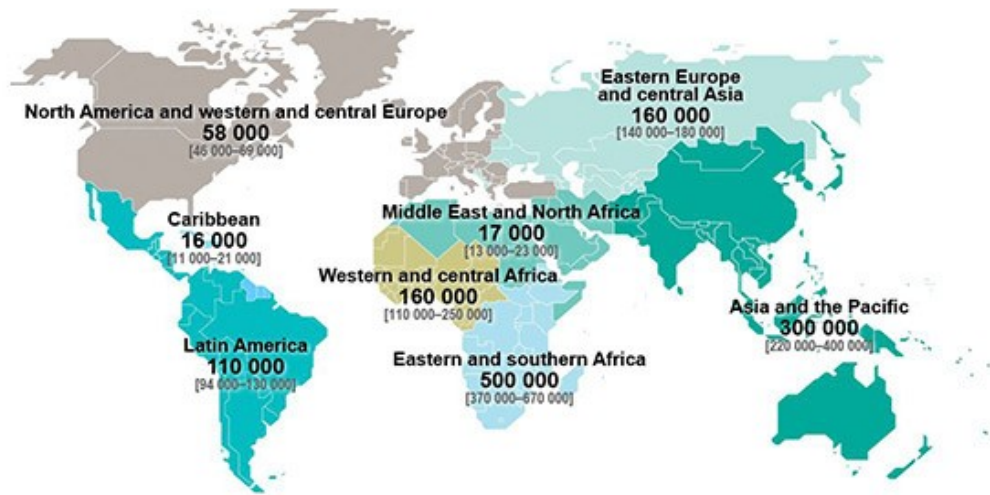 North America and western and central Europe
58 000
[46 000–69 000]
Eastern Europe
and central Asia
160 000
[140 000–180 000]
Caribbean
16 000
[11 000–21 000]
Middle East and North Africa
17 000
[13 000–23 000]
Western and central Africa
160 000
[110 000–250 000]
Asia and the Pacific
300 000
[220 000–400 000]
Latin America
110 000
[94 000–130 000]
Eastern and southern Africa
500 000
[370 000–670 000]